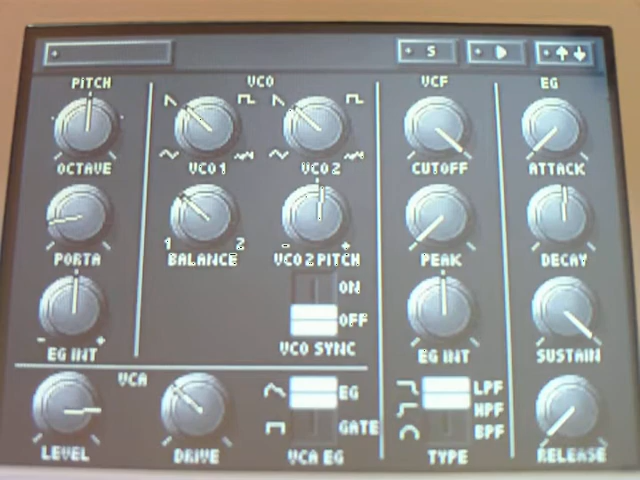 S
PITCH VCO VCF EG
OCTAVE VCO 1 VCO 2 CUTOFF ATTACK
1 2 - +
PORTA BALANCE VCO 2 PITCH PEAK DECAY
ON
OFF
- +
EG INT VCO SYNC EG INT SUSTAIN
VCA
EG LPF
HPF
GATE BPF
LEVEL DRIVE VCA EG TYPE RELEASE